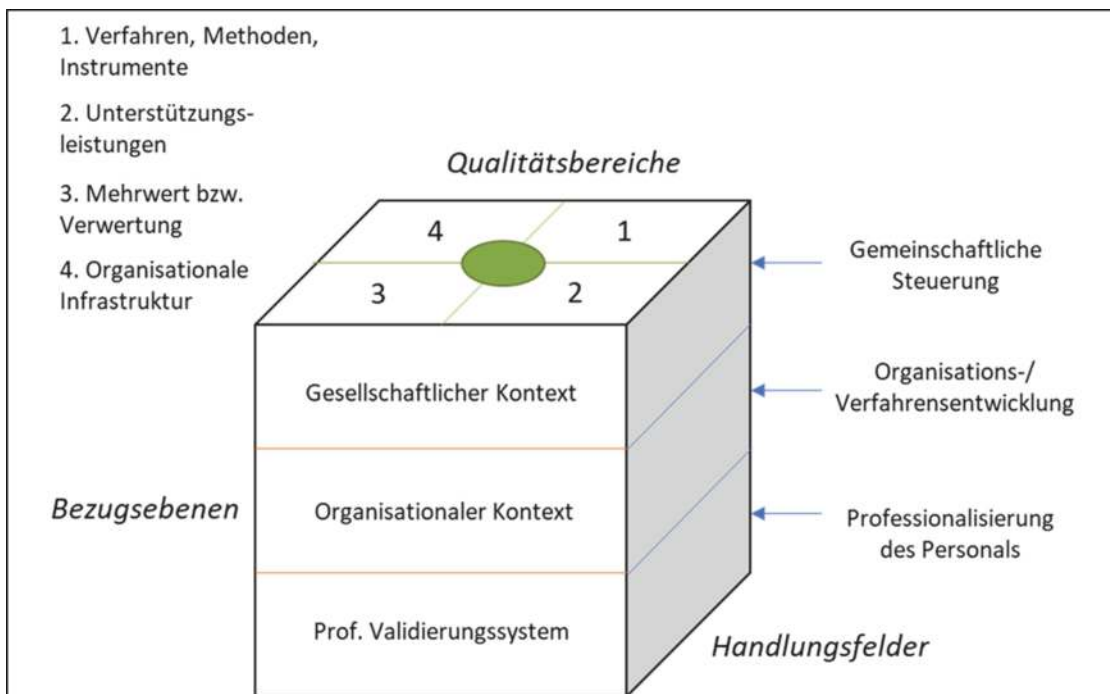 1. Verfahren, Methoden,
Instrumente
2. Unterstützungs-
leistungen
3. Mehrwert bzw.
Verwertung
4. Organisationale
Infrastruktur
Qualitätsbereiche
4
1
3
2
Gemeinschaftliche
Steuerung
Gesellschaftlicher Kontext
Organisations-/
Verfahrensentwicklung
Bezugsebenen
Organisationaler Kontext
Professionalisierung
des Personals
Prof. Validierungssystem
Handlungsfelder